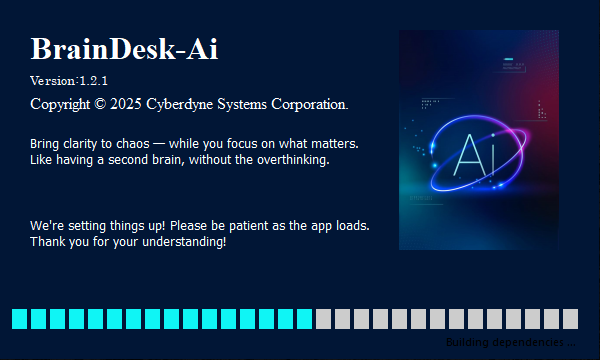 BrainDesk-Ai
Version:1.2.1
Copyright © 2025 Cyberdyne Systems Corporation.
Bring clarity to chaos — while you focus on what matters.
Like having a second brain, without the overthinking.
Ai
We're setting things up! Please be patient as the app loads.
Thank you for your understanding!
Building dependencies ...